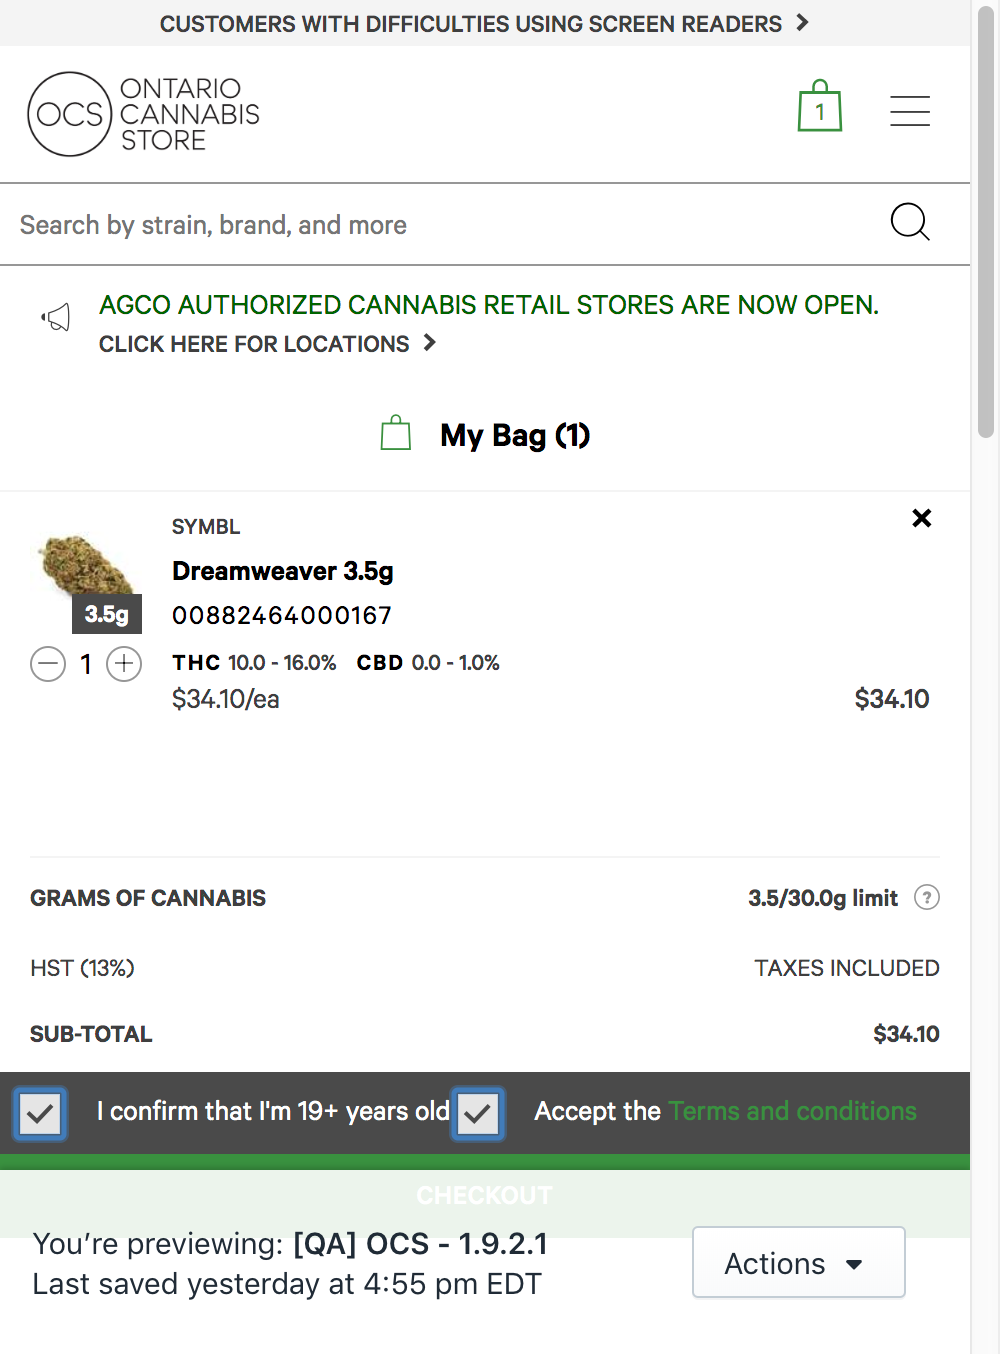 CUSTOMERS WITH DIFFICULTIES USING SCREEN READERS
OCS
ONTARIO
CANNABIS
STORE
1
Search by strain, brand, and more
AGCO AUTHORIZED CANNABIS RETAIL STORES ARE NOW OPEN.
CLICK HERE FOR LOCATIONS
My Bag (1)
SYMBL
Dreamweaver 3.5g
3.5g
00882464000167
1
THC 10.0 - 16.0% CBD 0.0 - 1.0%
$34.10/ea $34.10
GRAMS OF CANNABIS 3.5/30.0g limit ?
HST (13%) TAXES INCLUDED
SUB-TOTAL $34.10
I confirm that I'm 19+ years old Accept the Terms and conditions
CHECKOUT
You’re previewing: [QA] OCS - 1.9.2.1
Last saved yesterday at 4:55 pm EDT
Actions